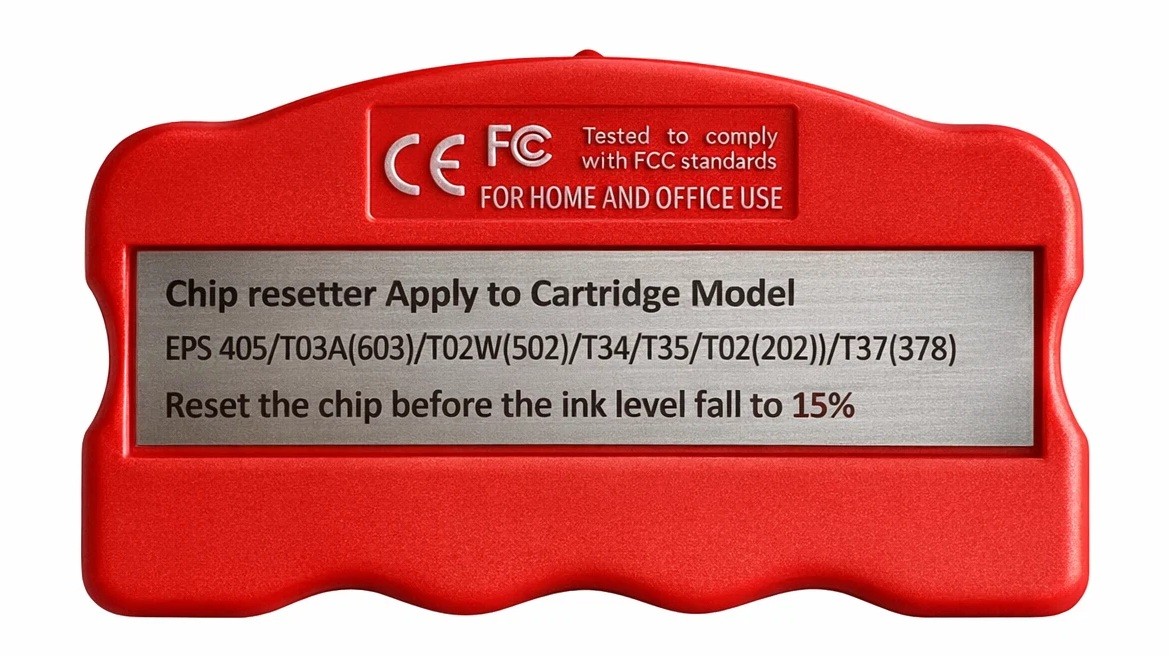 CE FC Tested to comply
with FCC standards
FOR HOME AND OFFICE USE
Chip resetter Apply to Cartridge Model
EPS 405/T03A(603)/T02W(502)/T34/T35/T02(202))/T37(378)
Reset the chip before the ink level fall to 15%